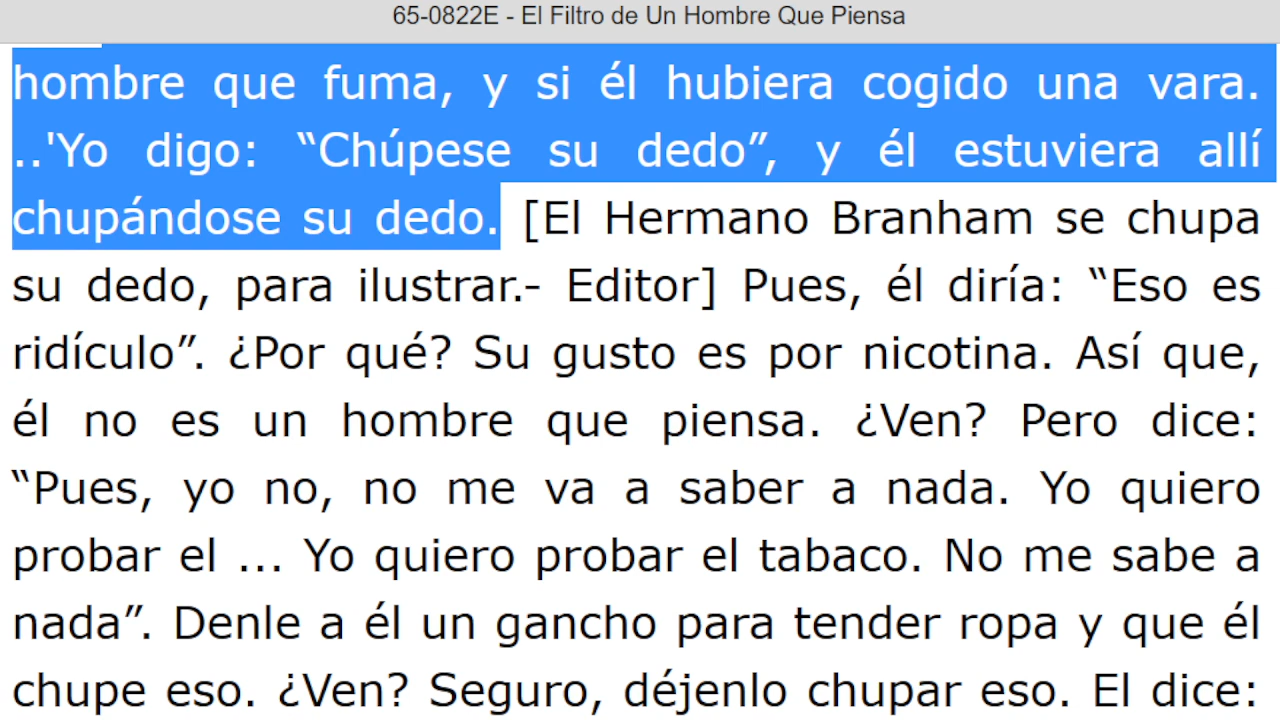 65-0822E - El Filtro de Un Hombre Que Piensa
hombre que fuma, y si él hubiera cogido una vara.
..'Yo digo: “Chúpese su dedo”, y él estuviera allí
chupándose su dedo. [El Hermano Branham se chupa
su dedo, para ilustrar.- Editor] Pues, él diría: “Eso es
ridículo”. ¿Por qué? Su gusto es por nicotina. Así que,
él no es un hombre que piensa. ¿Ven? Pero dice:
“Pues, yo no, no me va a saber a nada. Yo quiero
probar el ... Yo quiero probar el tabaco. No me sabe a
nada”. Denle a él un gancho para tender ropa y que él
chupe eso. ¿Ven? Seguro, déjenlo chupar eso. El dice: